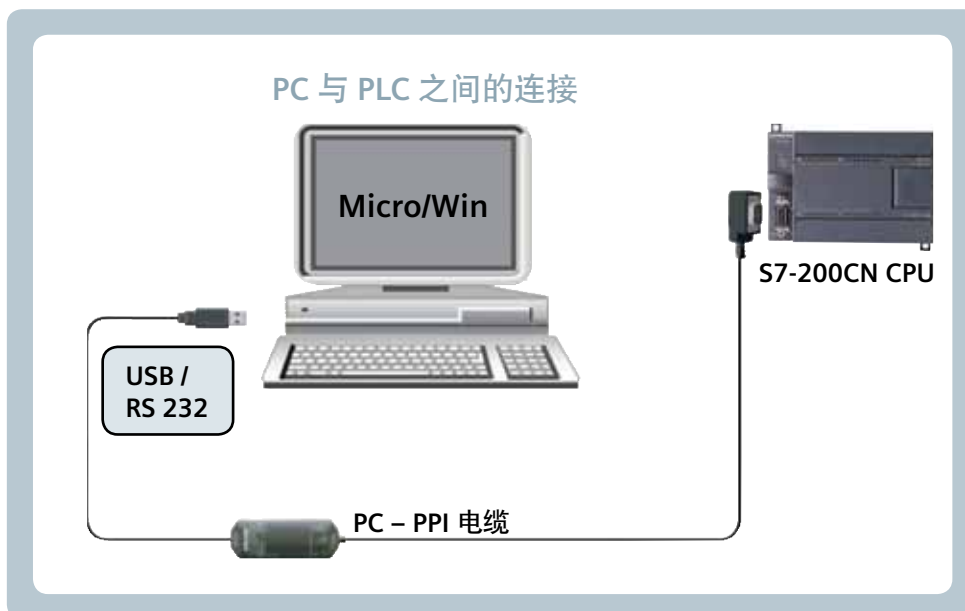 PC 与 PLC 之间的连接
Micro/Win
S7-200CN CPU
USB /
RS 232
PC – PPI 电缆